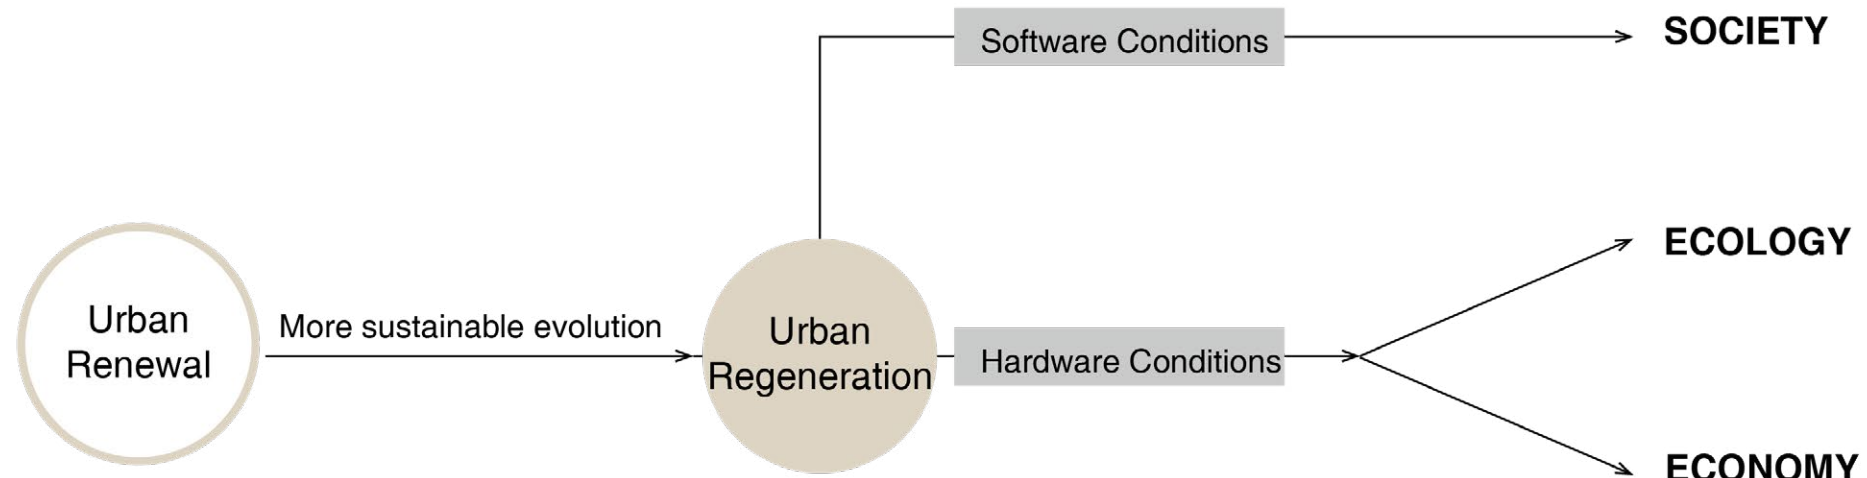 Software Conditions
SOCIETY
ECOLOGY
Urban
Renewal
More sustainable evolution
Urban
Regeneration
Hardware Conditions
ECONOMY